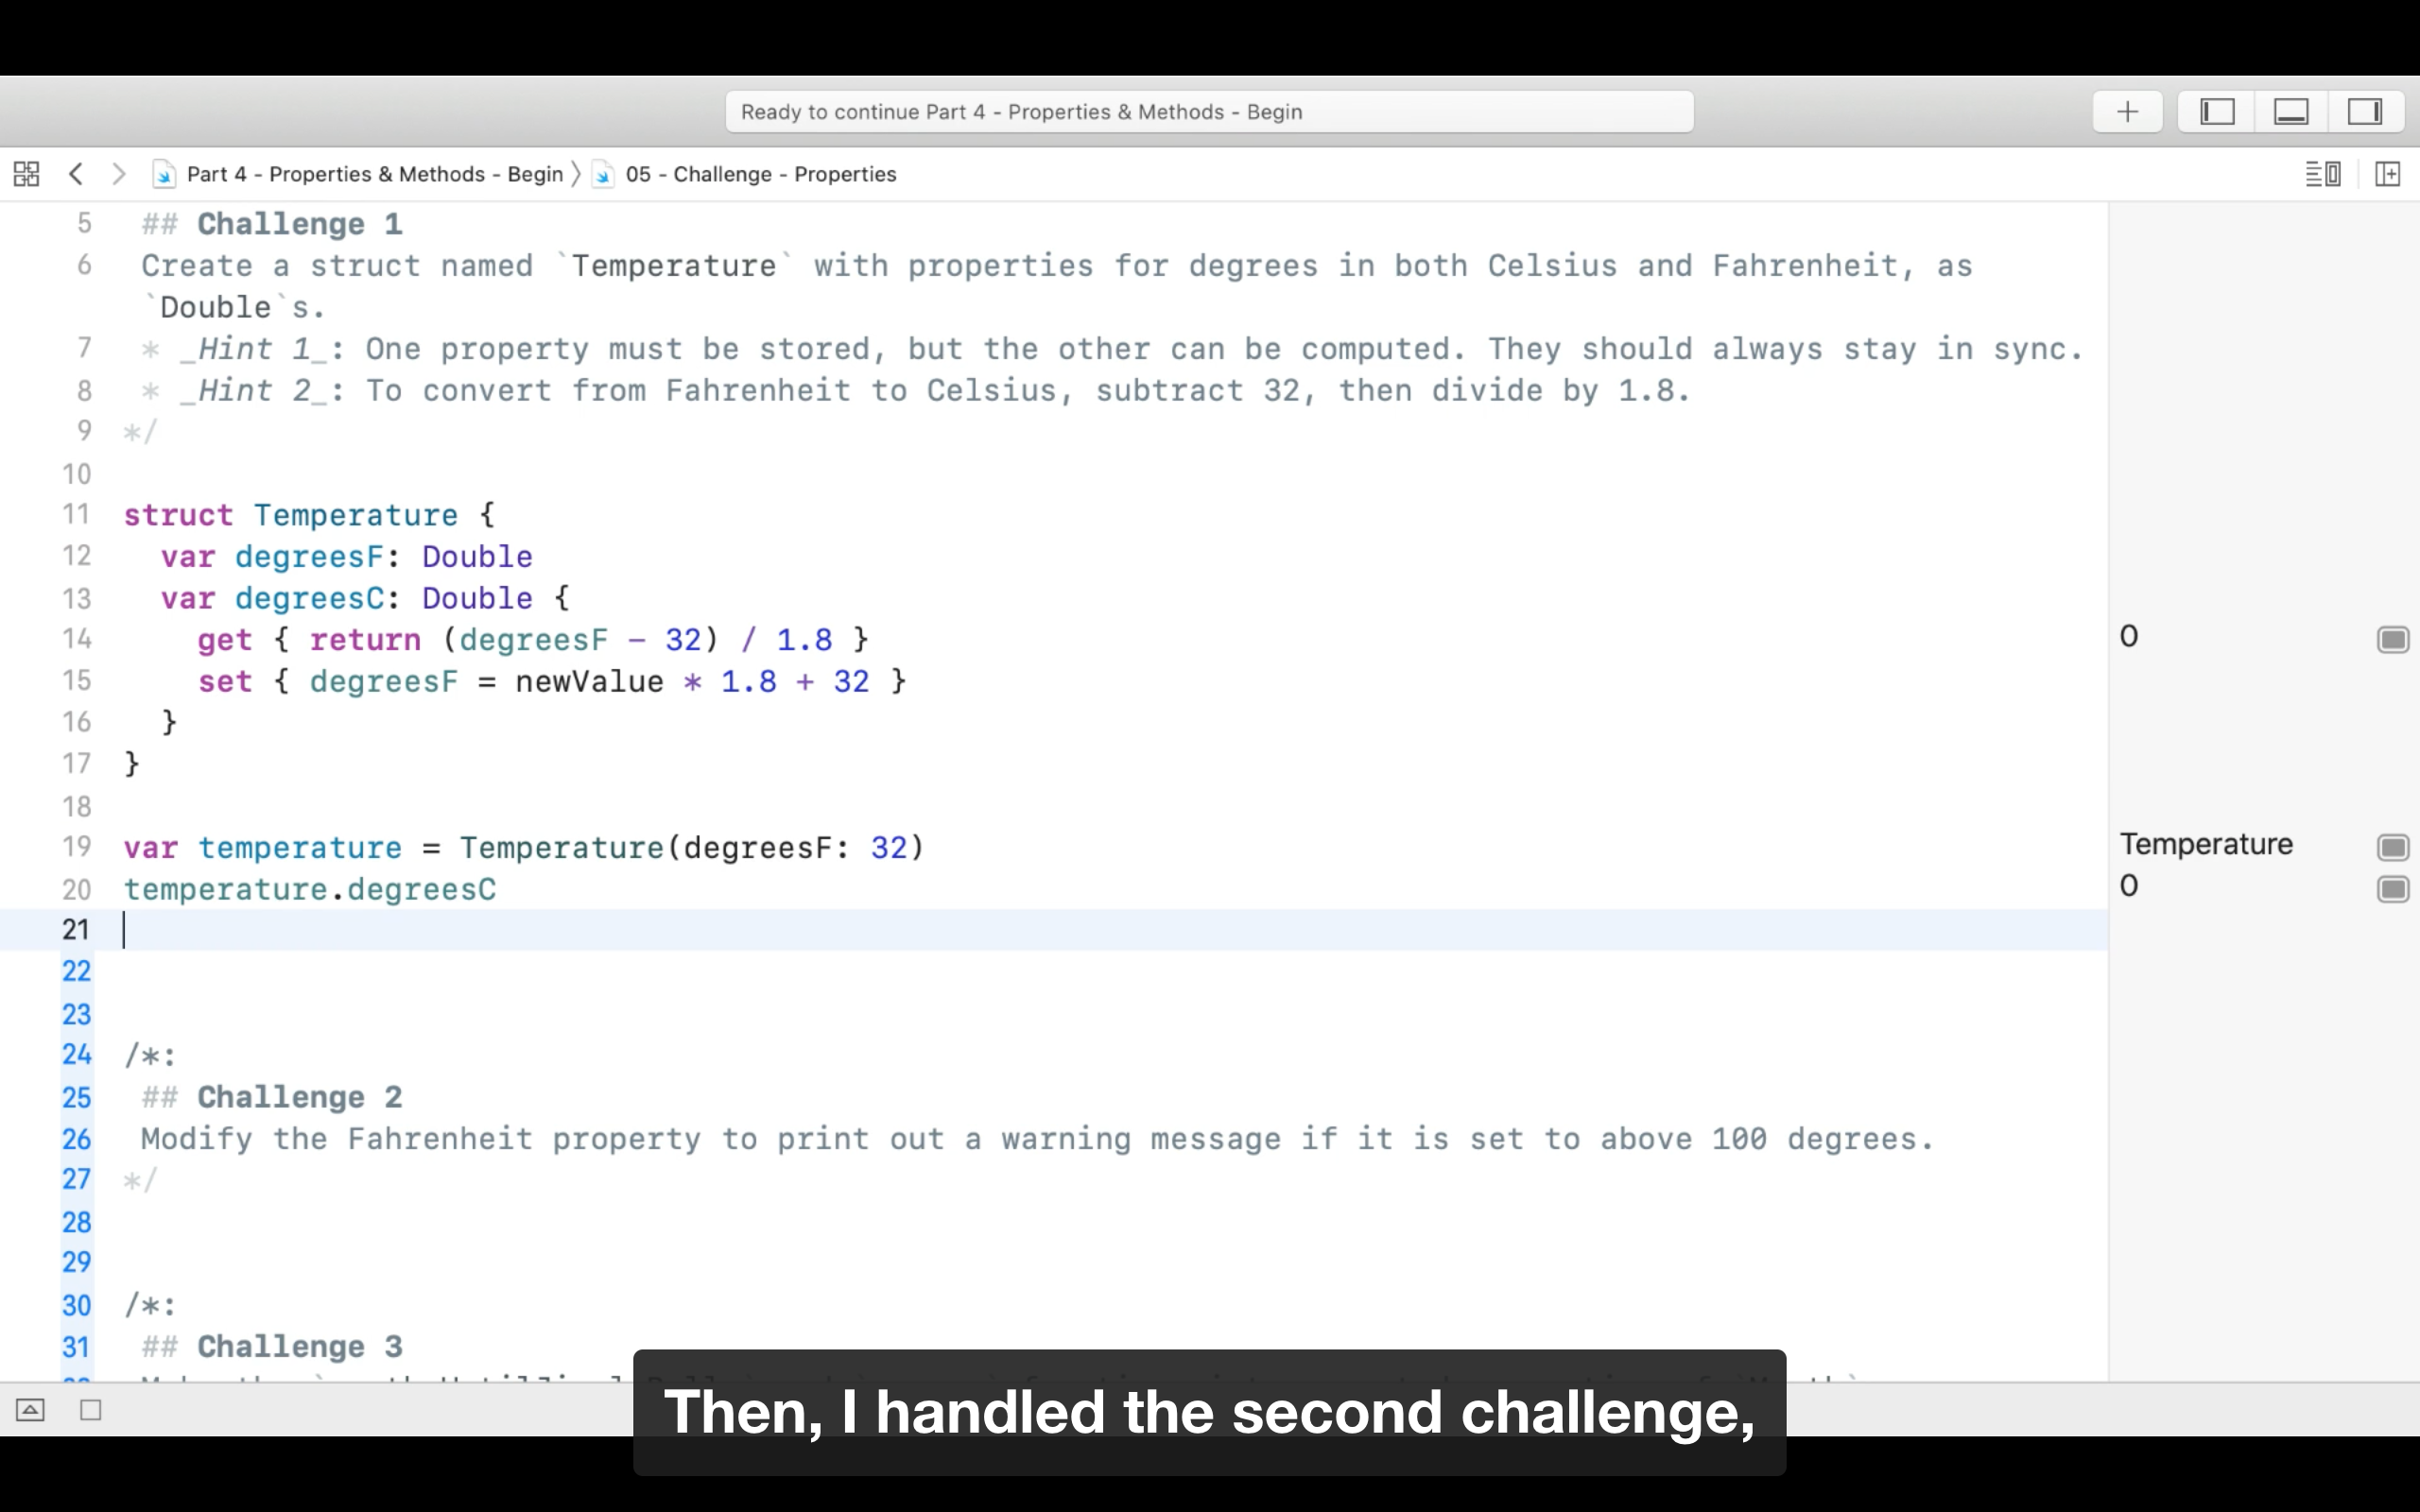 Ready to continue Part 4 - Properties & Methods - Begin
Part 4 - Properties & Methods - Begin 〉 05 - Challenge - Properties
5 ## Challenge 1
6 Create a struct named `Temperature` with properties for degrees in both Celsius and Fahrenheit, as
`Double`s.
7 * _Hint 1_: One property must be stored, but the other can be computed. They should always stay in sync.
8 * _Hint 2_: To convert from Fahrenheit to Celsius, subtract 32, then divide by 1.8.
9 */
10
11 struct Temperature {
12 var degreesF: Double
13 var degreesC: Double {
14 get { return (degreesF - 32) / 1.8 } 0
15 set { degreesF = newValue * 1.8 + 32 }
16 }
17 }
18
19 var temperature = Temperature(degreesF: 32) Temperature
20 temperature.degreesC 0
21
22
23
24 /*:
25 ## Challenge 2
26 Modify the Fahrenheit property to print out a warning message if it is set to above 100 degrees.
27 */
28
29
30 /*:
31 ## Challenge 3
Then, I handled the second challenge,